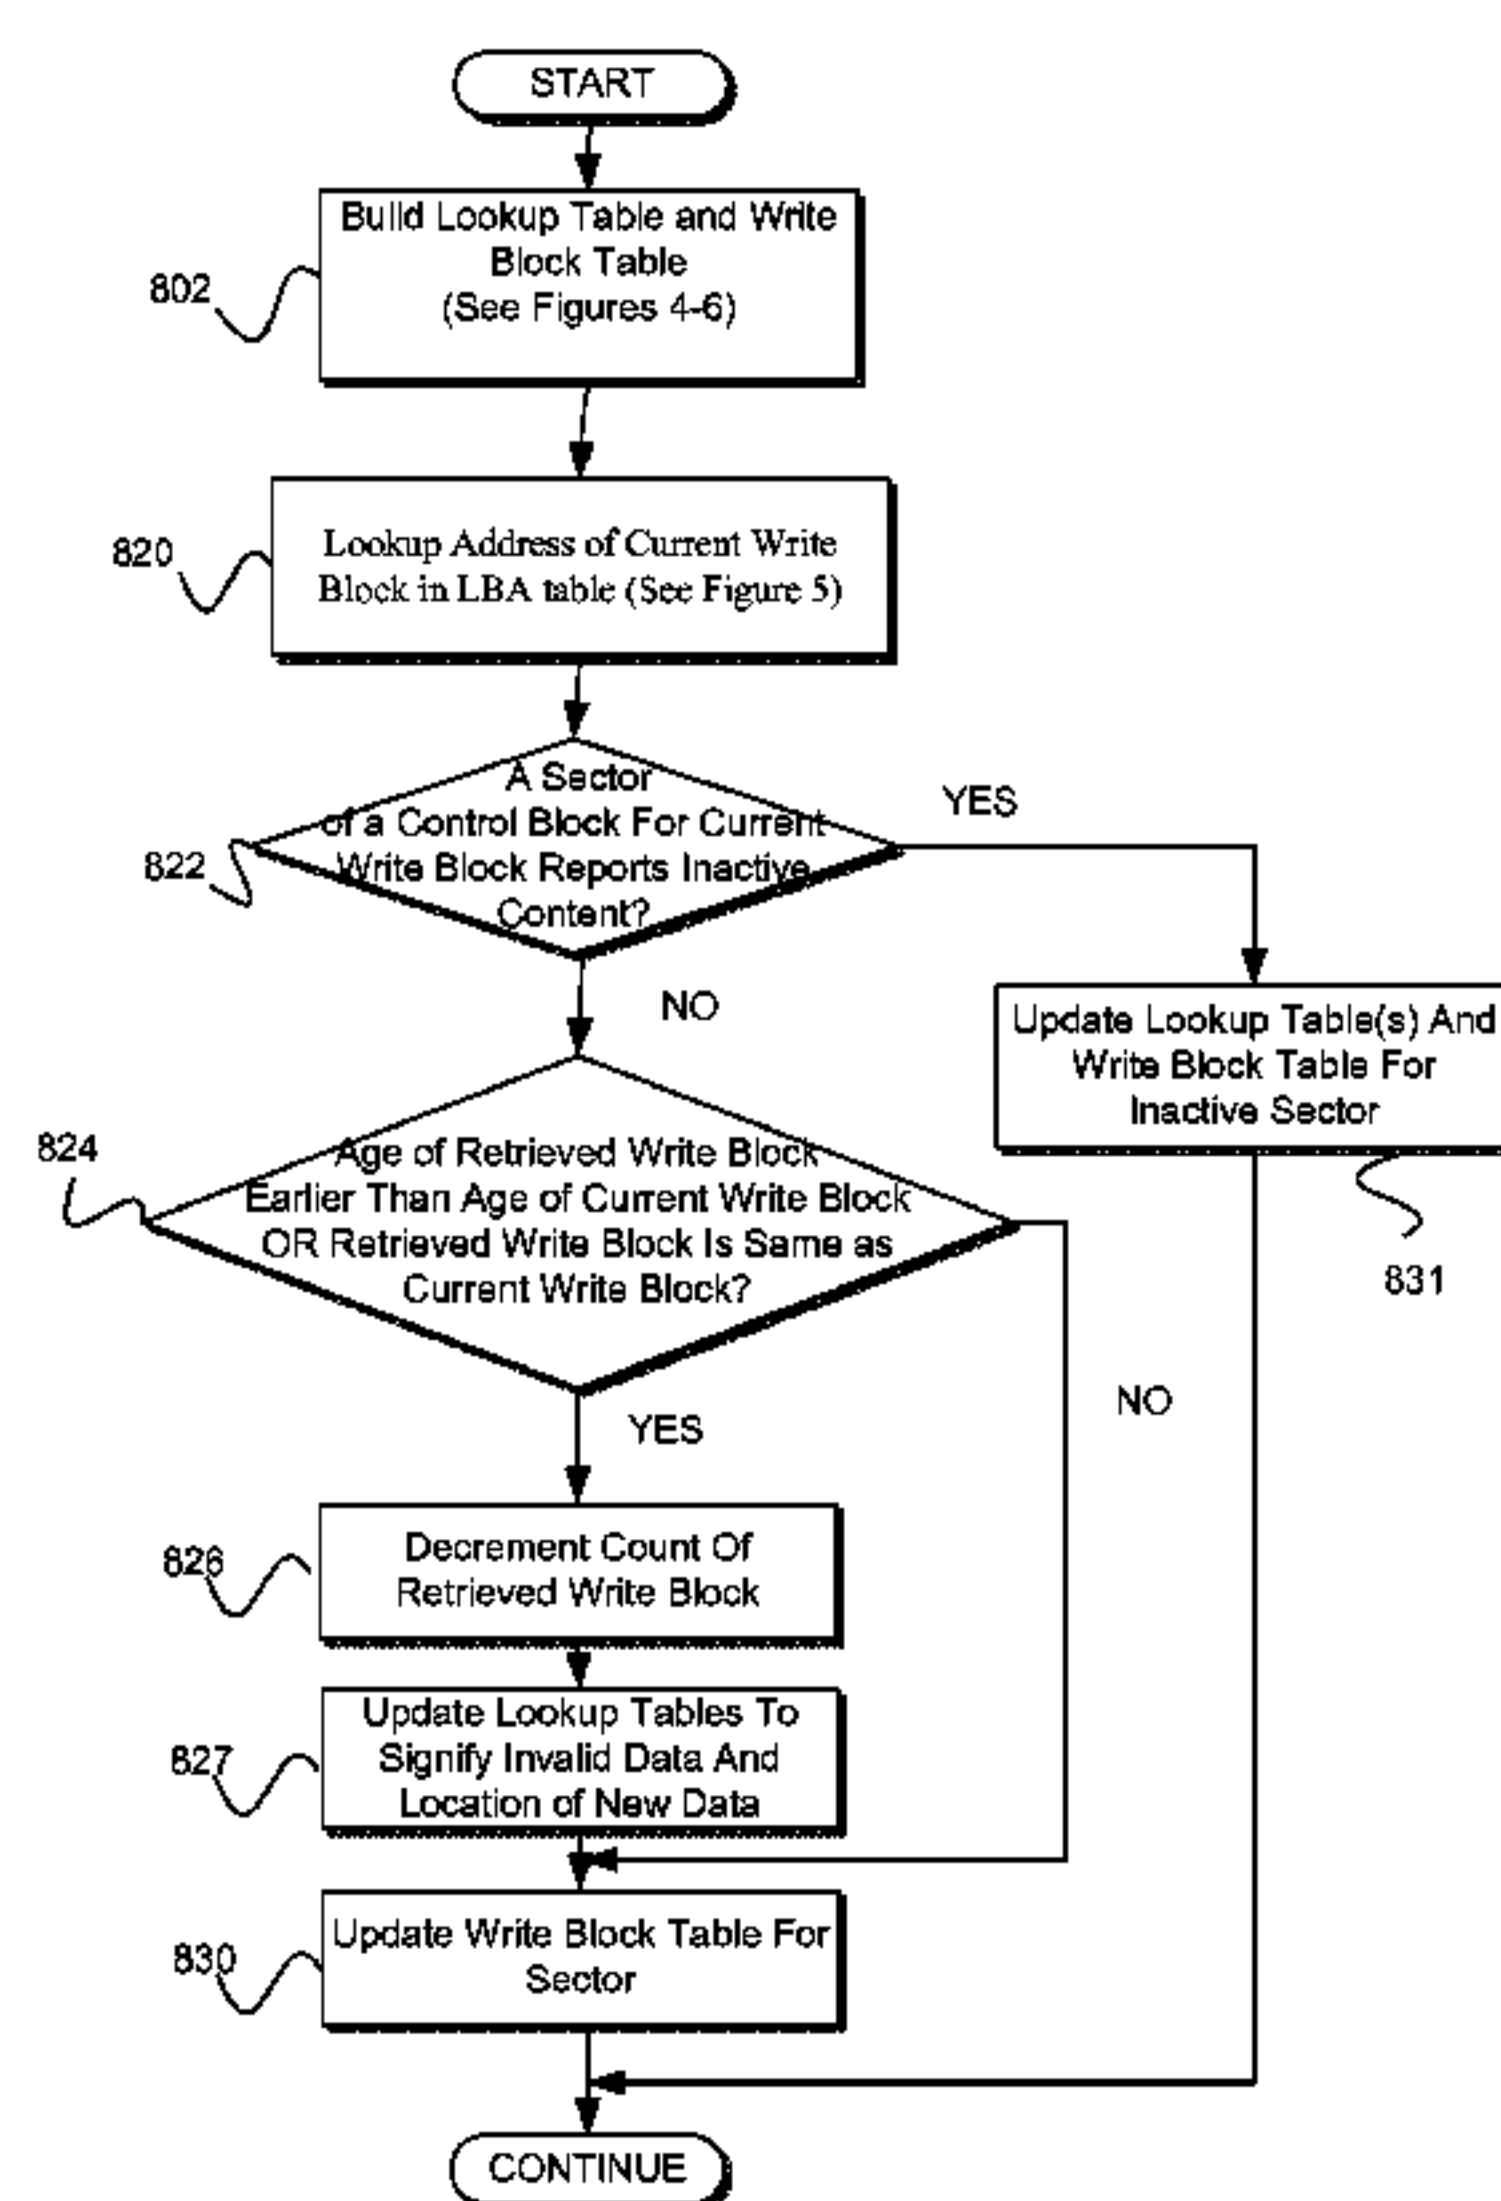 START
Build Lookup Table and Write
Block Table
(See Figures 4-6)
802
Lookup Address of Current Write
Block in LBA table (See Figure 5)
820
A Sector
of a Control Block For Current
Write Block Reports Inactive
Content?
822
YES
NO
Update Lookup Table(s) And
Write Block Table For
Inactive Sector
831
824
Age of Retrieved Write Block
Earlier Than Age of Current Write Block
OR Retrieved Write Block Is Same as
Current Write Block?
NO
YES
Decrement Count Of
Retrieved Write Block
826
Update Lookup Tables To
Signify Invalid Data And
Location of New Data
827
Update Write Block Table For
Sector
830
CONTINUE